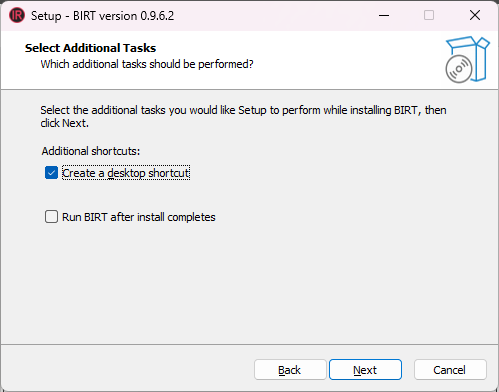 Setup - BIRT version 0.9.6.2
Select Additional Tasks
Which additional tasks should be performed?
Select the additional tasks you would like Setup to perform while installing BIRT, then
click Next.
Additional shortcuts:
Create a desktop shortcut
Run BIRT after install completes
Back
Next
Cancel